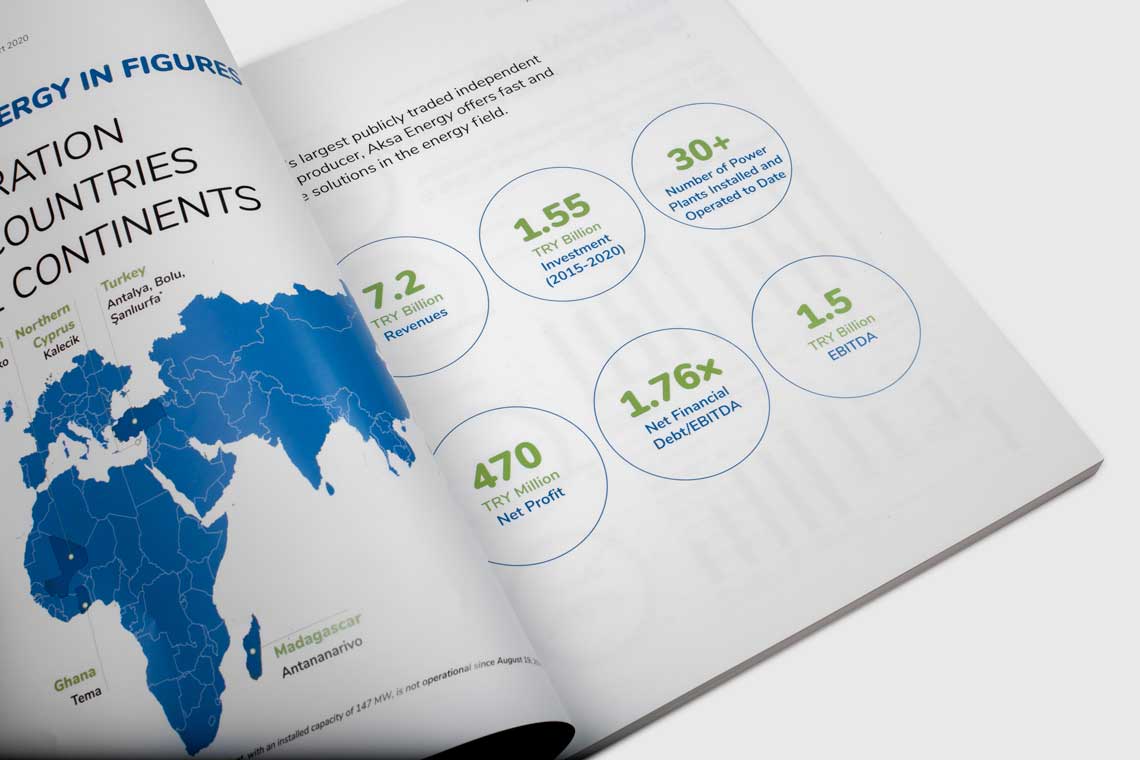 2020
ERGY IN FIGURES
RATION
COUNTRIES
CONTINENTS
Turkey
Antalya, Bolu,
Şanlıurfa*
Northern
Cyprus
Kalecik
Ghana
Tema
Madagascar
Antananarivo
with an installed capacity of 147 MW, is not operational since August 19,
's largest publicly traded independent
producer, Aksa Energy offers fast and
e solutions in the energy field.
7.2
TRY Billion
Revenues
1.55
TRY Billion
Investment
(2015-2020)
30+
Number of Power
Plants Installed and
Operated to Date
470
TRY Million
Net Profit
1.76x
Net Financial
Debt/EBITDA
1.5
TRY Billion
EBITDA